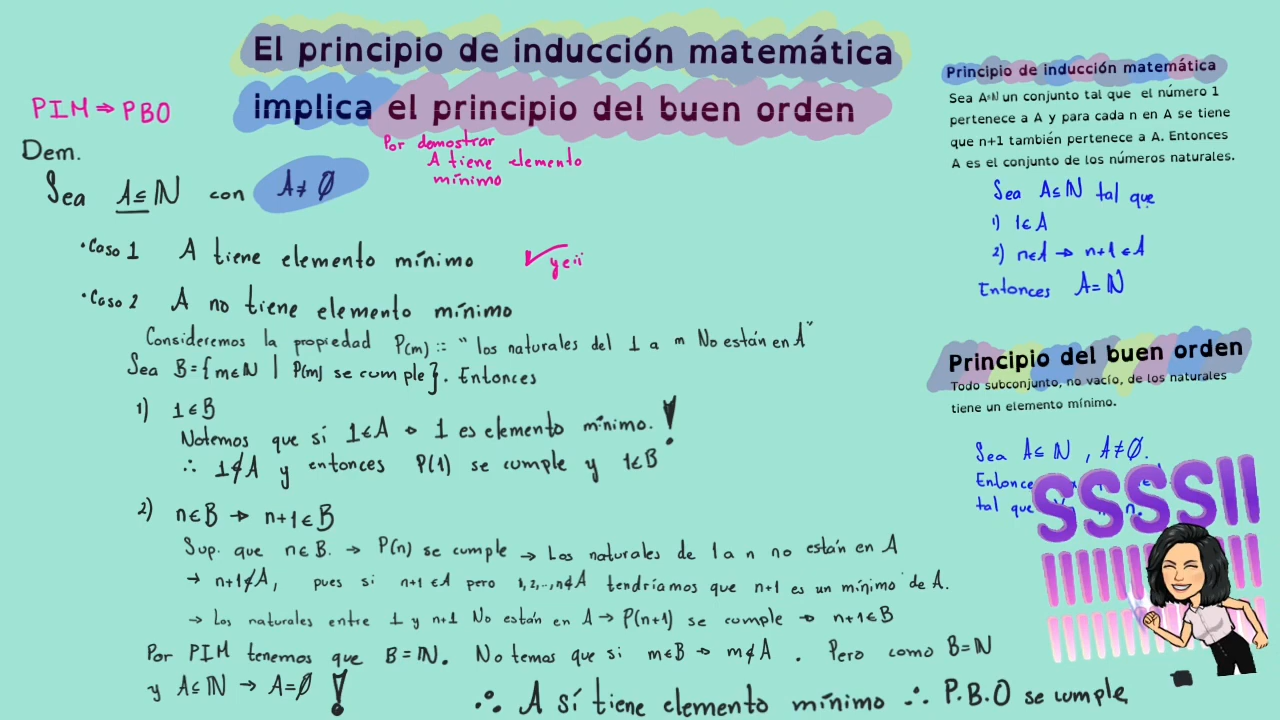 El principio de inducción matemática
implica el principio del buen orden
PIM ⇒ PBO
Por demostrar
A tiene elemento
mínimo
Dem.
Sea A⊆ℕ con A≠∅
• Caso 1 A tiene elemento mínimo ✓ yeii
• Caso 2 A no tiene elemento mínimo
Consideremos la propiedad P(m) :: "los naturales del 1 a m No están en A"
Sea B={m∈ℕ | P(m) se cumple}. Entonces
1) 1∈B
Notemos que si 1∈A → 1 es elemento mínimo. !
∴ 1∉A y entonces P(1) se cumple y 1∈B
2) n∈B → n+1∈B
Sup. que n∈B. → P(n) se cumple → Los naturales de 1 a n no están en A
→ n+1∉A, pues si n+1∈A pero 1,2,..,n∉A tendríamos que n+1 es un mínimo de A.
→ Los naturales entre 1 y n+1 No están en A → P(n+1) se cumple → n+1∈B
Por PIM tenemos que B=ℕ. Notemas que si m∈B → m∉A. Pero como B=ℕ
y A⊆ℕ → A=∅ !
∴ A sí tiene elemento mínimo ∴ P.B.O se cumple
Principio de inducción matemática
Sea A⊆ℕ un conjunto tal que el número 1
pertenece a A y para cada n en A se tiene
que n+1 también pertenece a A. Entonces
A es el conjunto de los números naturales.
Sea A⊆ℕ tal que
1) 1∈A
2) n∈A → n+1∈A
Entonces A=ℕ
Principio del buen orden
Todo subconjunto, no vacío, de los naturales
tiene un elemento mínimo.
Sea A⊆ℕ, A≠∅.
Entonce
tal que n.
SSSSII